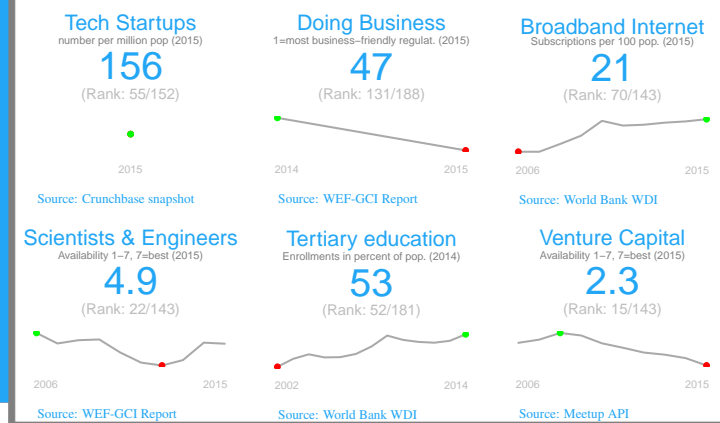 Tech Startups
number per million pop (2015)
156
(Rank: 55/152)
2015
Source: Crunchbase snapshot
Doing Business
1=most business−friendly regulat. (2015)
47
(Rank: 131/188)
2014 2015
Source: WEF-GCI Report
Broadband Internet
Subscriptions per 100 pop. (2015)
21
(Rank: 70/143)
2006 2015
Source: World Bank WDI
Scientists & Engineers
Availability 1−7, 7=best (2015)
4.9
(Rank: 22/143)
2006 2015
Source: WEF-GCI Report
Tertiary education
Enrollments in percent of pop. (2014)
53
(Rank: 52/181)
2002 2014
Source: World Bank WDI
Venture Capital
Availability 1−7, 7=best (2015)
2.3
(Rank: 15/143)
2006 2015
Source: Meetup API